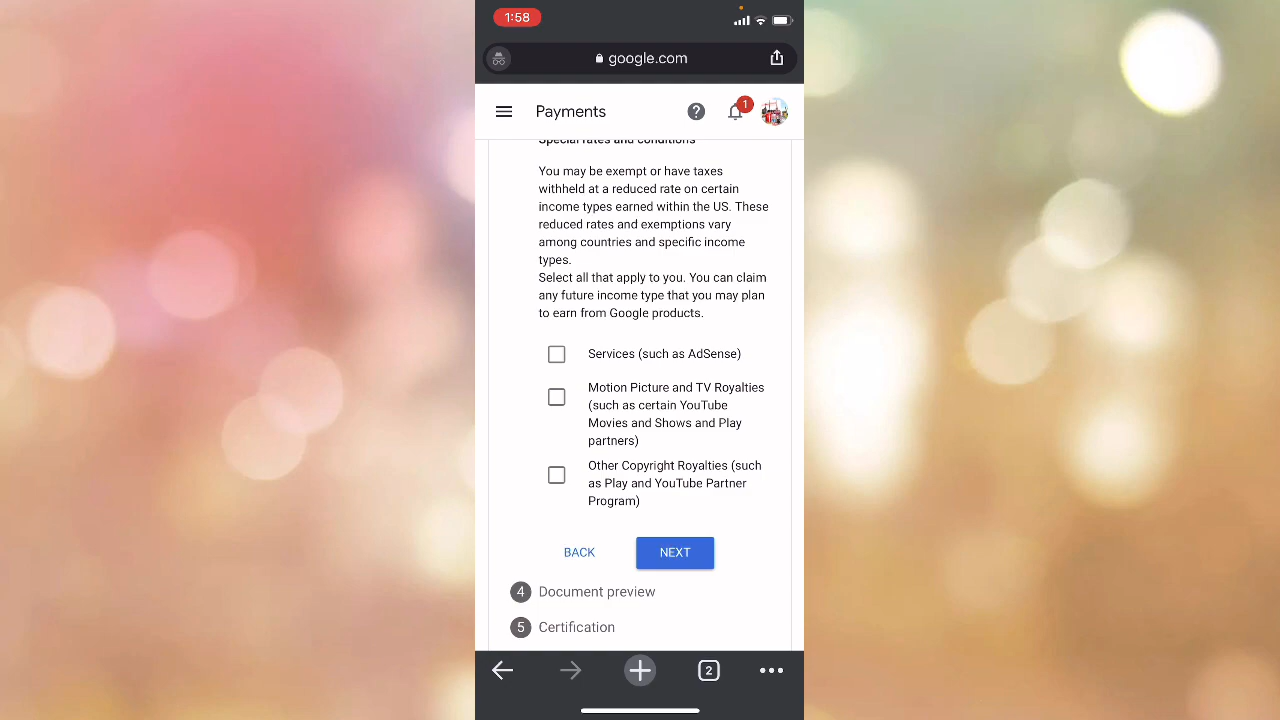 1:58
google.com
Payments
1
Special rates and conditions
You may be exempt or have taxes
withheld at a reduced rate on certain
income types earned within the US. These
reduced rates and exemptions vary
among countries and specific income
types.
Select all that apply to you. You can claim
any future income type that you may plan
to earn from Google products.
Services (such as AdSense)
Motion Picture and TV Royalties
(such as certain YouTube
Movies and Shows and Play
partners)
Other Copyright Royalties (such
as Play and YouTube Partner
Program)
BACK
NEXT
4 Document preview
5 Certification
2